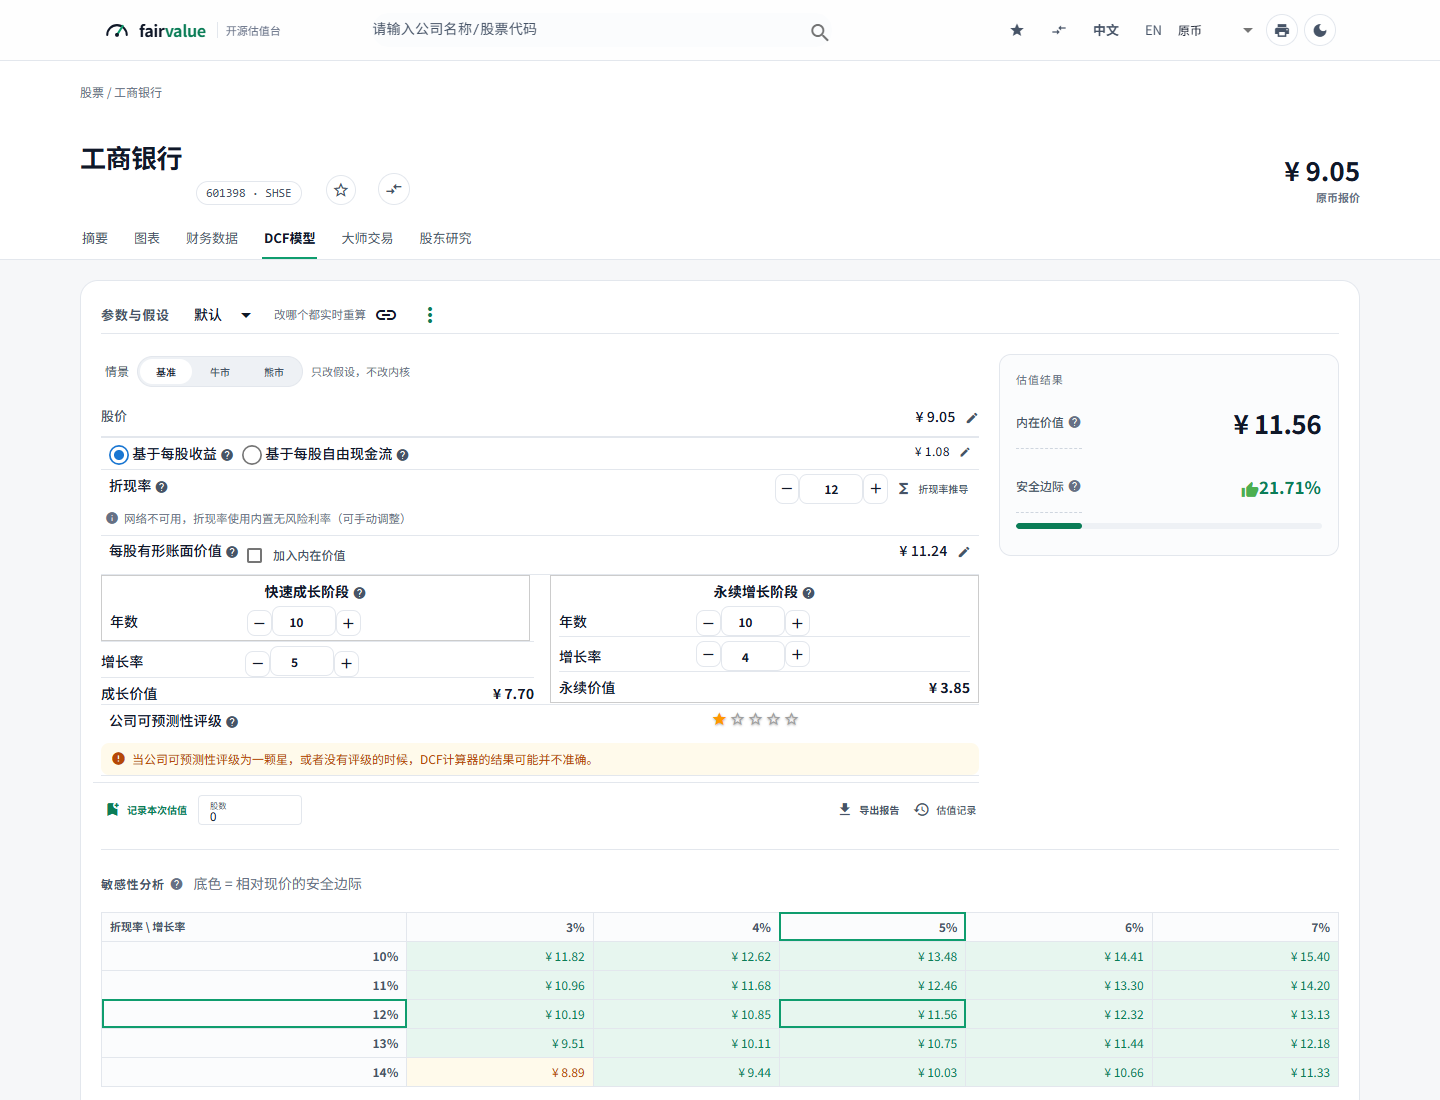 fairvalue 开源估值台 请输入公司名称/股票代码 中文 EN 原币
股票 / 工商银行
工商银行
601398 · SHSE
¥ 9.05
原币报价
摘要 图表 财务数据 DCF模型 大师交易 股东研究
参数与假设 默认 改哪个都实时重算
情景 基准 牛市 熊市 只改假设，不改内核
股价 ¥ 9.05
基于每股收益 基于每股自由现金流 ¥ 1.08
折现率 12 折现率推导
网络不可用，折现率使用内置无风险利率（可手动调整）
每股有形账面价值 加入内在价值 ¥ 11.24
快速成长阶段
年数 10
增长率 5
成长价值 ¥ 7.70
永续增长阶段
年数 10
增长率 4
永续价值 ¥ 3.85
公司可预测性评级
当公司可预测性评级为一颗星，或者没有评级的时候，DCF计算器的结果可能并不准确。
记录本次估值 股数
0
导出报告 估值记录
估值结果
内在价值 ¥ 11.56
安全边际 21.71%
敏感性分析 底色 = 相对现价的安全边际
折现率 \ 增长率 3% 4% 5% 6% 7%
10% ¥ 11.82 ¥ 12.62 ¥ 13.48 ¥ 14.41 ¥ 15.40
11% ¥ 10.96 ¥ 11.68 ¥ 12.46 ¥ 13.30 ¥ 14.20
12% ¥ 10.19 ¥ 10.85 ¥ 11.56 ¥ 12.32 ¥ 13.13
13% ¥ 9.51 ¥ 10.11 ¥ 10.75 ¥ 11.44 ¥ 12.18
14% ¥ 8.89 ¥ 9.44 ¥ 10.03 ¥ 10.66 ¥ 11.33